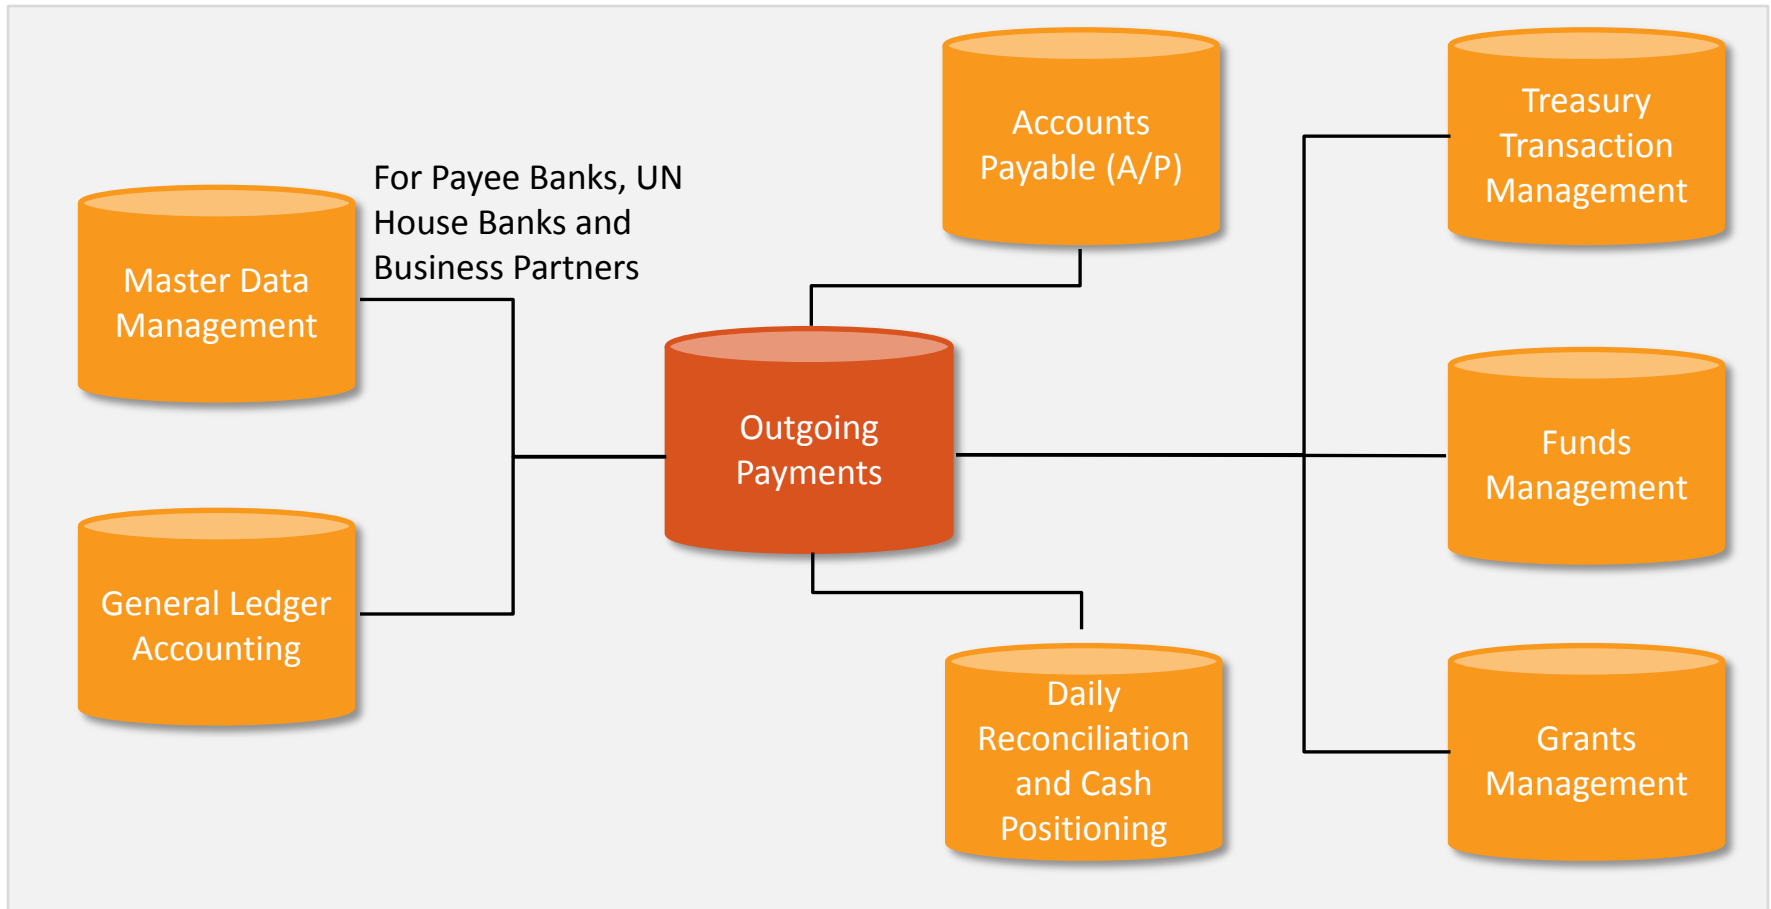 For Payee Banks, UN
House Banks and
Business Partners
Master Data
Management
General Ledger
Accounting
Outgoing
Payments
Accounts
Payable (A/P)
Daily
Reconciliation
and Cash
Positioning
Treasury
Transaction
Management
Funds
Management
Grants
Management